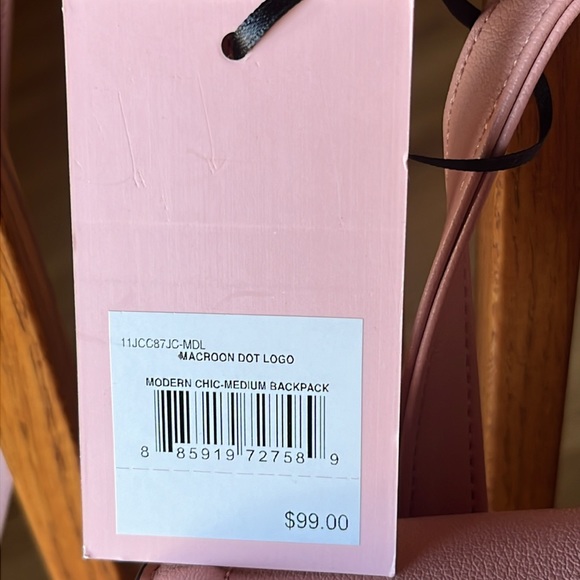 11JCC87JC-MDL
MACROON DOT LOGO
MODERN CHIC-MEDIUM BACKPACK
8 85919 72758 9
$99.00